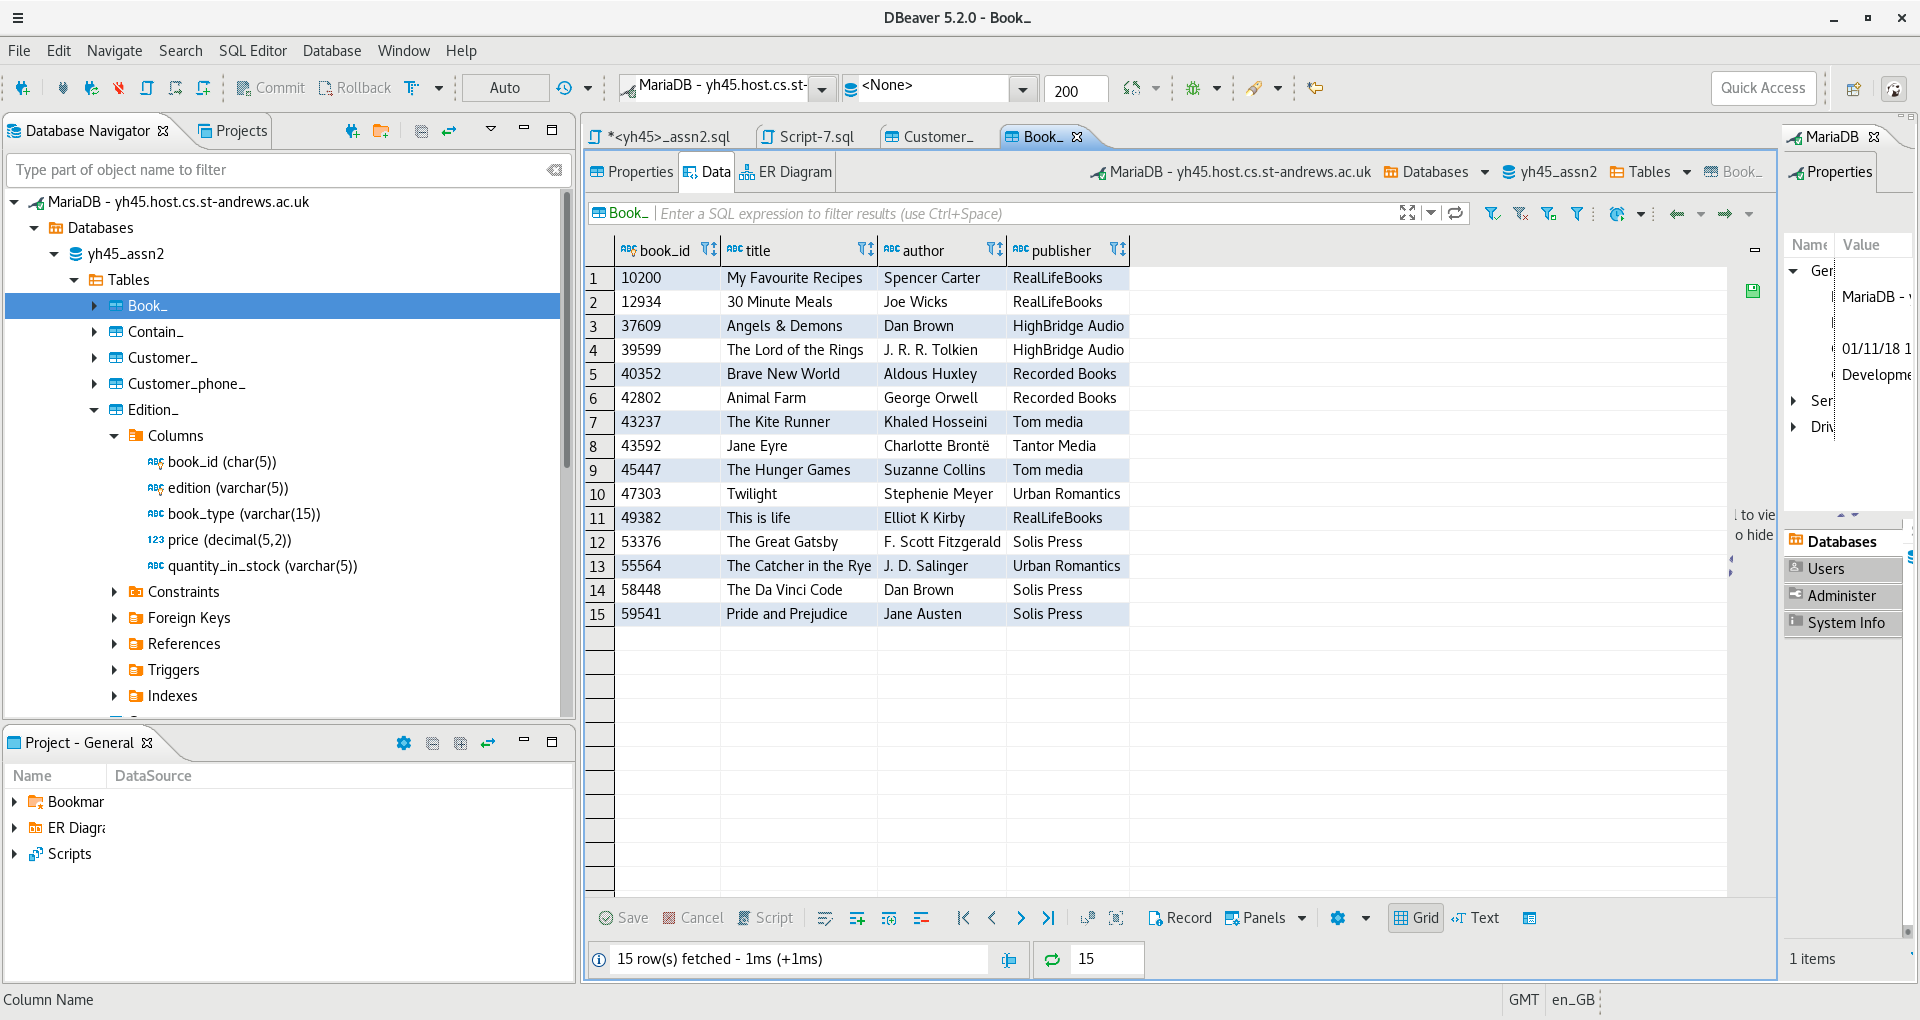 DBeaver 5.2.0 - Book_
File Edit Navigate Search SQL Editor Database Window Help
Commit Rollback Auto MariaDB - yh45.host.cs.st- <None> 200 Quick Access
Database Navigator Projects
Type part of object name to filter
MariaDB - yh45.host.cs.st-andrews.ac.uk
Databases
yh45_assn2
Tables
Book_
Contain_
Customer_
Customer_phone_
Edition_
Columns
book_id (char(5))
edition (varchar(5))
book_type (varchar(15))
price (decimal(5,2))
quantity_in_stock (varchar(5))
Constraints
Foreign Keys
References
Triggers
Indexes
Project - General
Name DataSource
Bookmar
ER Diagra
Scripts
*<yh45>_assn2.sql Script-7.sql Customer_ Book_
Properties Data ER Diagram MariaDB - yh45.host.cs.st-andrews.ac.uk Databases yh45_assn2 Tables Book_
Book_ Enter a SQL expression to filter results (use Ctrl+Space)
book_id title author publisher
1 10200 My Favourite Recipes Spencer Carter RealLifeBooks
2 12934 30 Minute Meals Joe Wicks RealLifeBooks
3 37609 Angels & Demons Dan Brown HighBridge Audio
4 39599 The Lord of the Rings J. R. R. Tolkien HighBridge Audio
5 40352 Brave New World Aldous Huxley Recorded Books
6 42802 Animal Farm George Orwell Recorded Books
7 43237 The Kite Runner Khaled Hosseini Tom media
8 43592 Jane Eyre Charlotte Brontë Tantor Media
9 45447 The Hunger Games Suzanne Collins Tom media
10 47303 Twilight Stephenie Meyer Urban Romantics
11 49382 This is life Elliot K Kirby RealLifeBooks
12 53376 The Great Gatsby F. Scott Fitzgerald Solis Press
13 55564 The Catcher in the Rye J. D. Salinger Urban Romantics
14 58448 The Da Vinci Code Dan Brown Solis Press
15 59541 Pride and Prejudice Jane Austen Solis Press
to vie
o hide
Save Cancel Script Record Panels Grid Text
15 row(s) fetched - 1ms (+1ms) 15
MariaDB
Properties
Name Value
Ger
MariaDB - y
01/11/18 1
Developme
Ser
Driv
Databases
Users
Administer
System Info
1 items
Column Name GMT en_GB